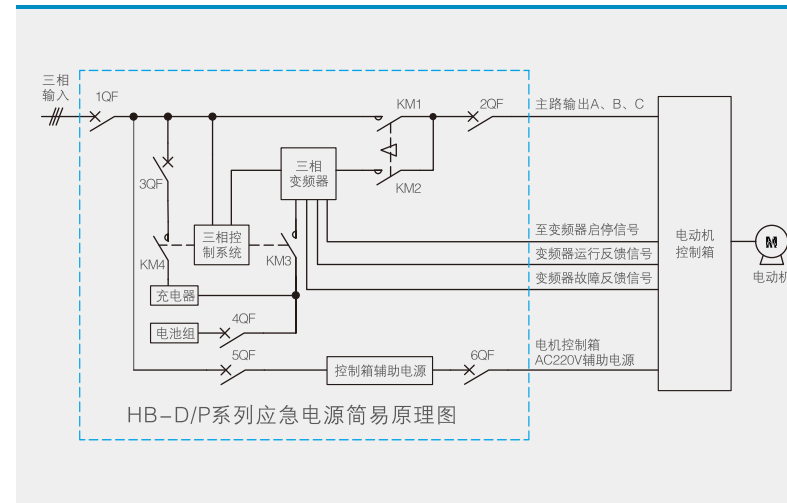 三相
输入
1QF
KM1
2QF
主路输出A、B、C
三相
变频器
KM2
3QF
三相控
制系统
KM4
KM3
至变频器启停信号
变频器运行反馈信号
变频器故障反馈信号
电动机
控制箱
M
电动机
充电器
电池组
4QF
5QF
控制箱辅助电源
6QF
电机控制箱
AC220V辅助电源
HB-D/P系列应急电源简易原理图